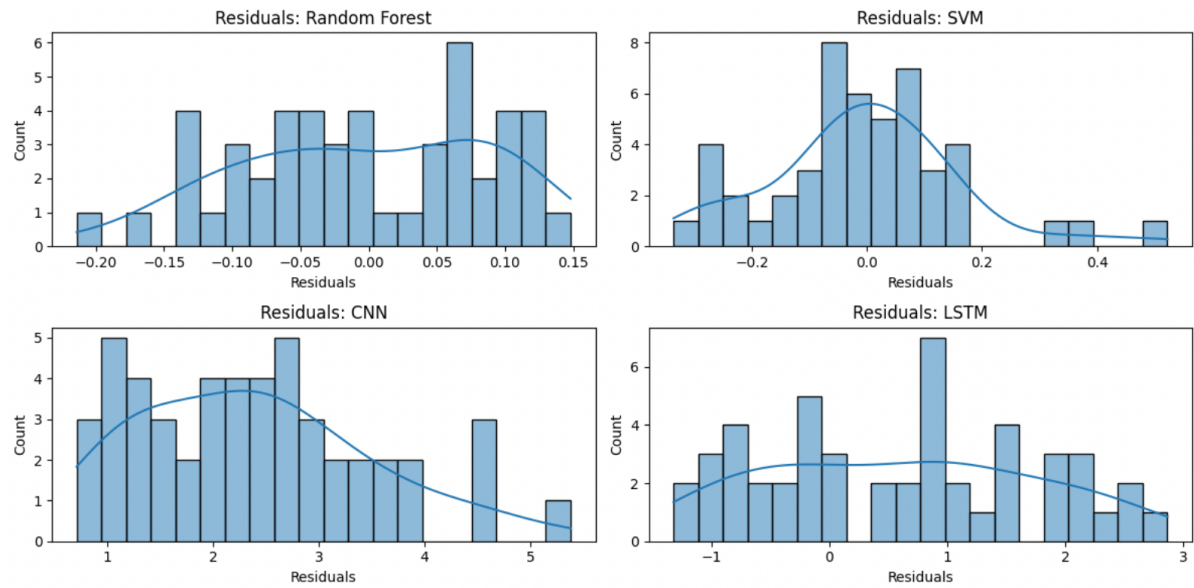 Residuals: Random Forest
6
5
4
3
2
1
0
Count
−0.20 −0.15 −0.10 −0.05 0.00 0.05 0.10 0.15
Residuals
Residuals: SVM
8
6
4
2
0
Count
−0.2 0.0 0.2 0.4
Residuals
Residuals: CNN
5
4
3
2
1
0
Count
1 2 3 4 5
Residuals
Residuals: LSTM
6
4
2
0
Count
−1 0 1 2 3
Residuals